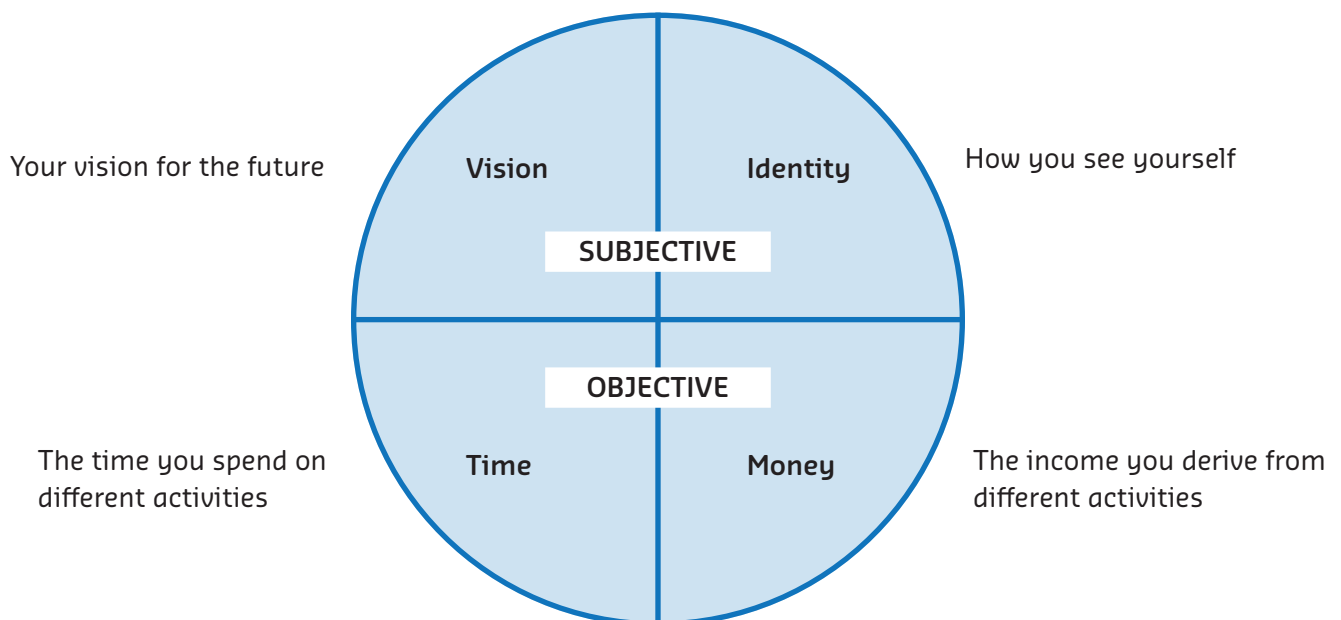 Your vision for the future
Vision
Identity
How you see yourself
SUBJECTIVE
OBJECTIVE
The time you spend on
different activities
Time
Money
The income you derive from
different activities